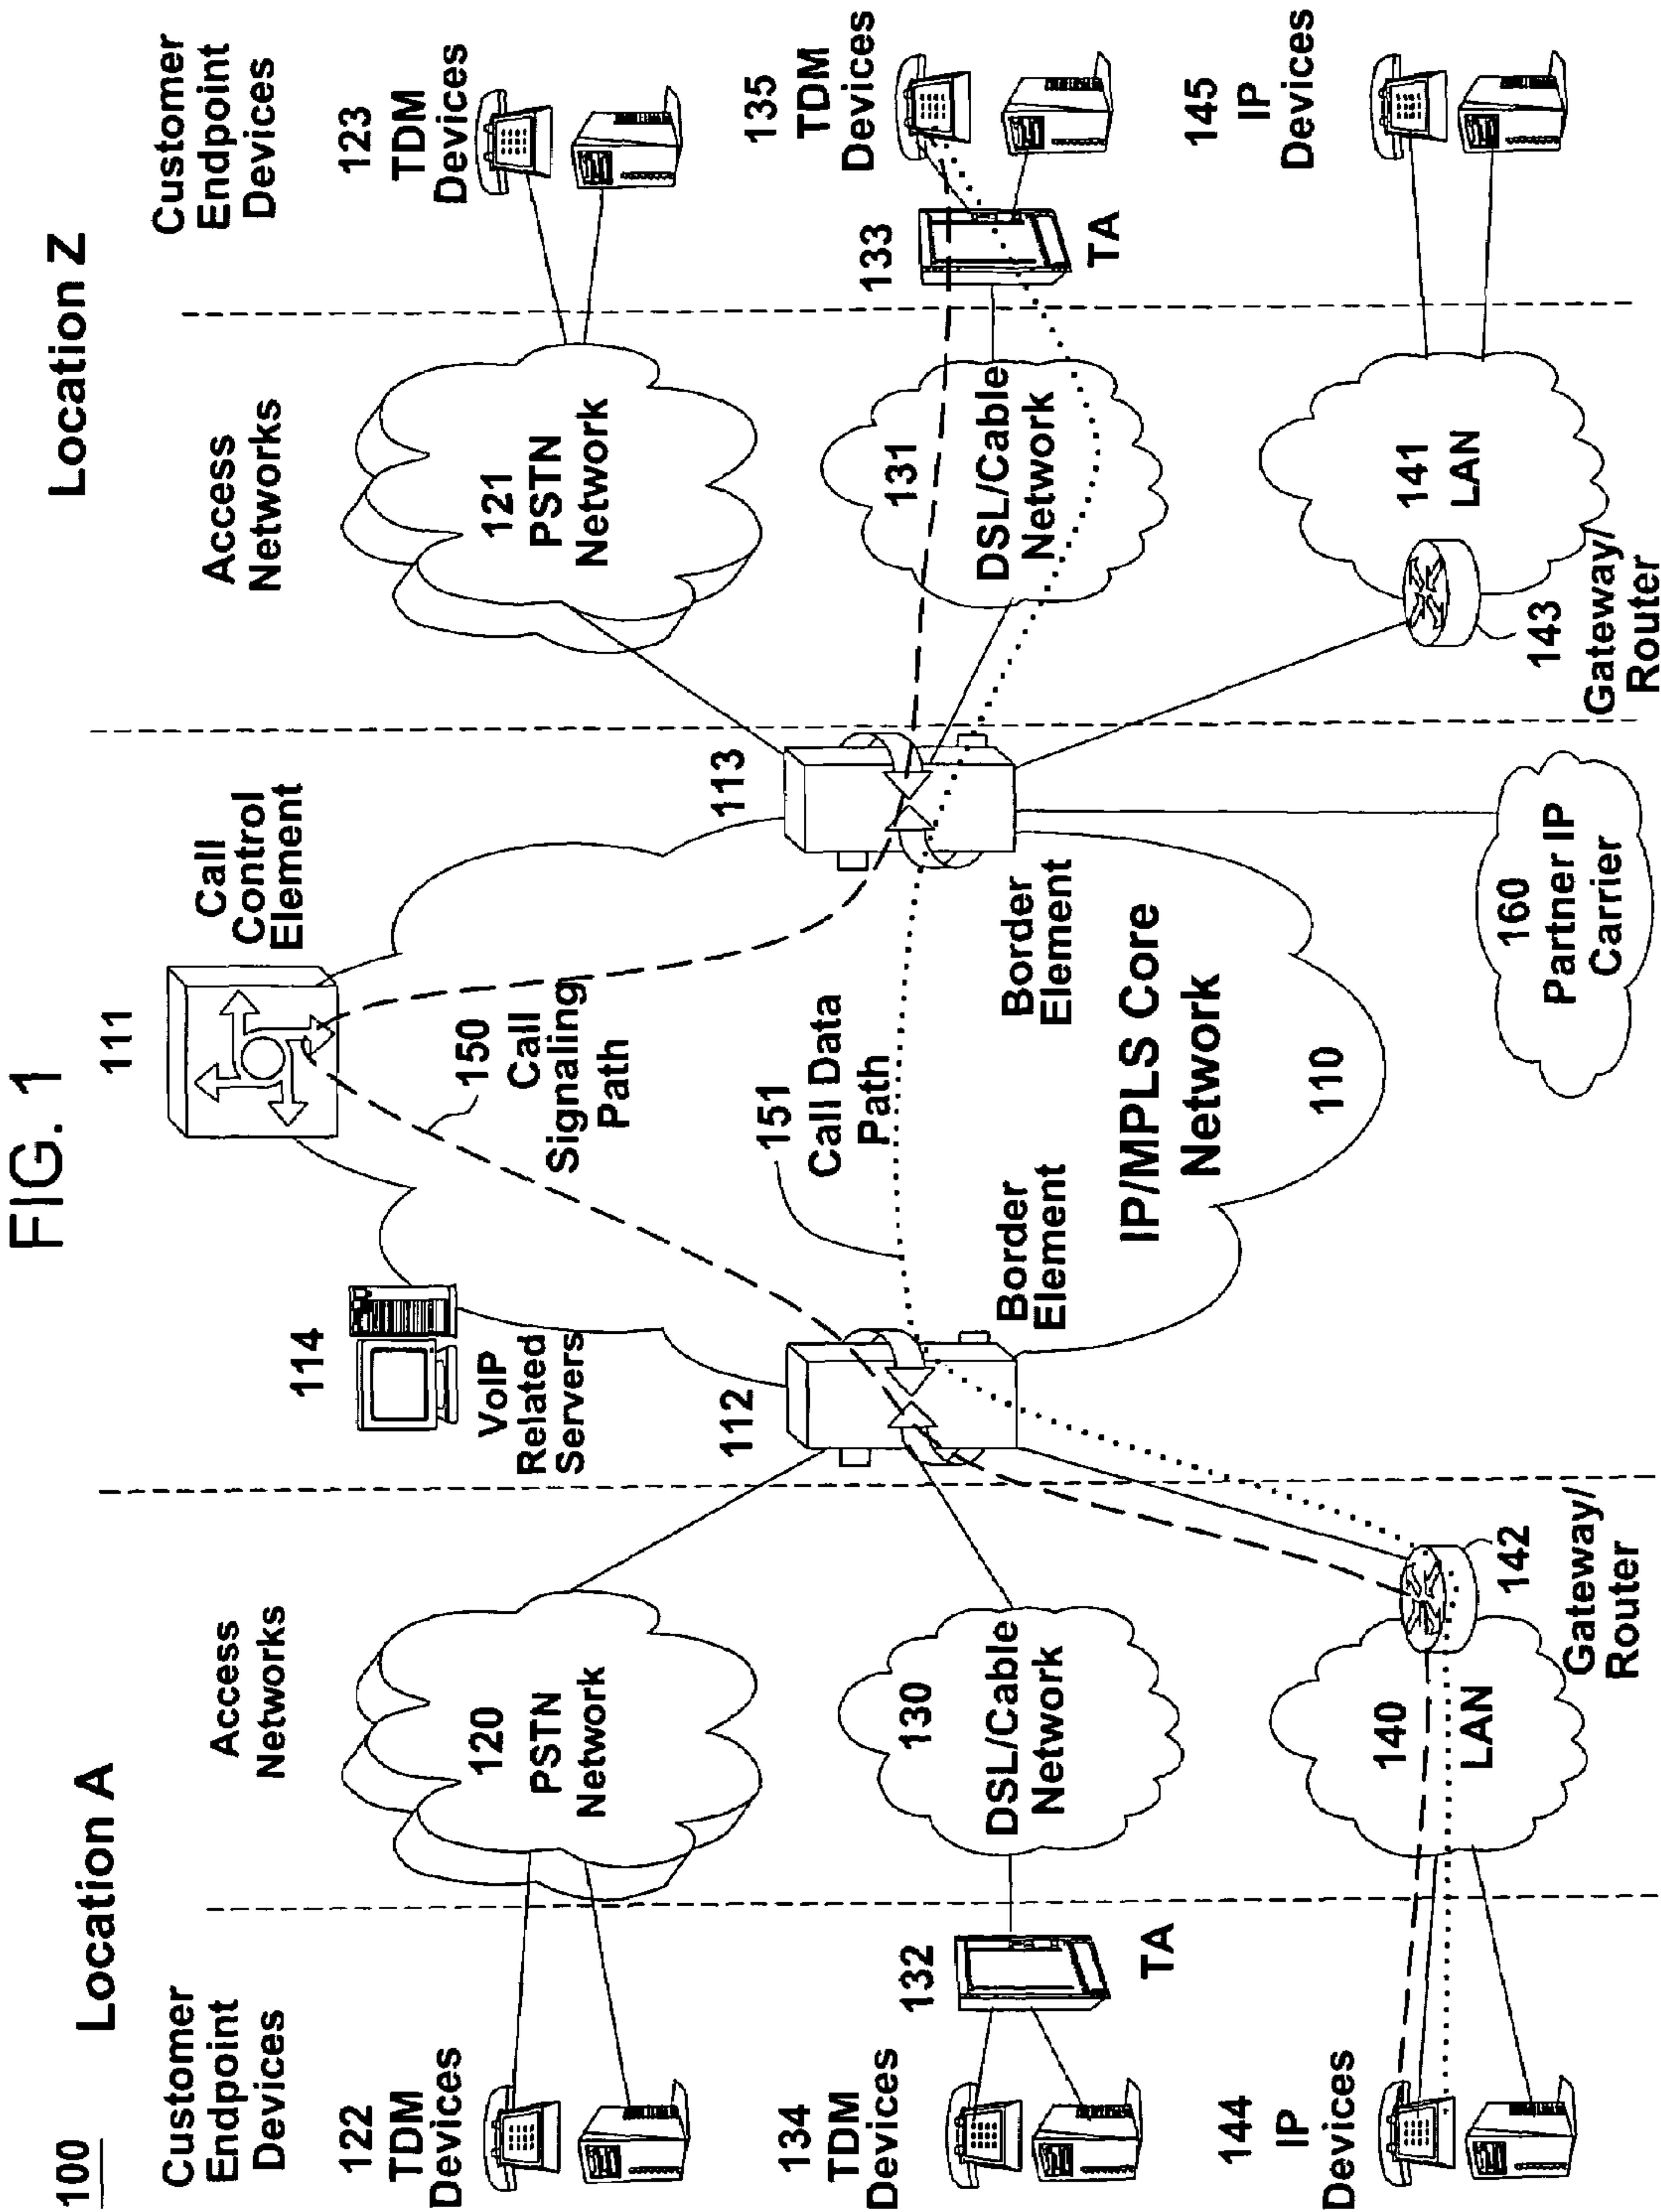 FIG. 1
100
Location A
Location Z
Customer
Endpoint
Devices
Access
Networks
111
Call
Control
Element
Access
Networks
Customer
Endpoint
Devices
122
TDM
Devices
120
PSTN
Network
114
VoIP
Related
Servers
150
Call
Signaling
Path
121
PSTN
Network
123
TDM
Devices
134
TDM
Devices
132
TA
130
DSL/Cable
Network
112
Border
Element
151
Call Data
Path
113
Border
Element
131
DSL/Cable
Network
133
TA
135
TDM
Devices
IP/MPLS Core
Network
110
144
IP
Devices
140
LAN
142
Gateway/
Router
160
Partner IP
Carrier
143
Gateway/
Router
141
LAN
145
IP
Devices